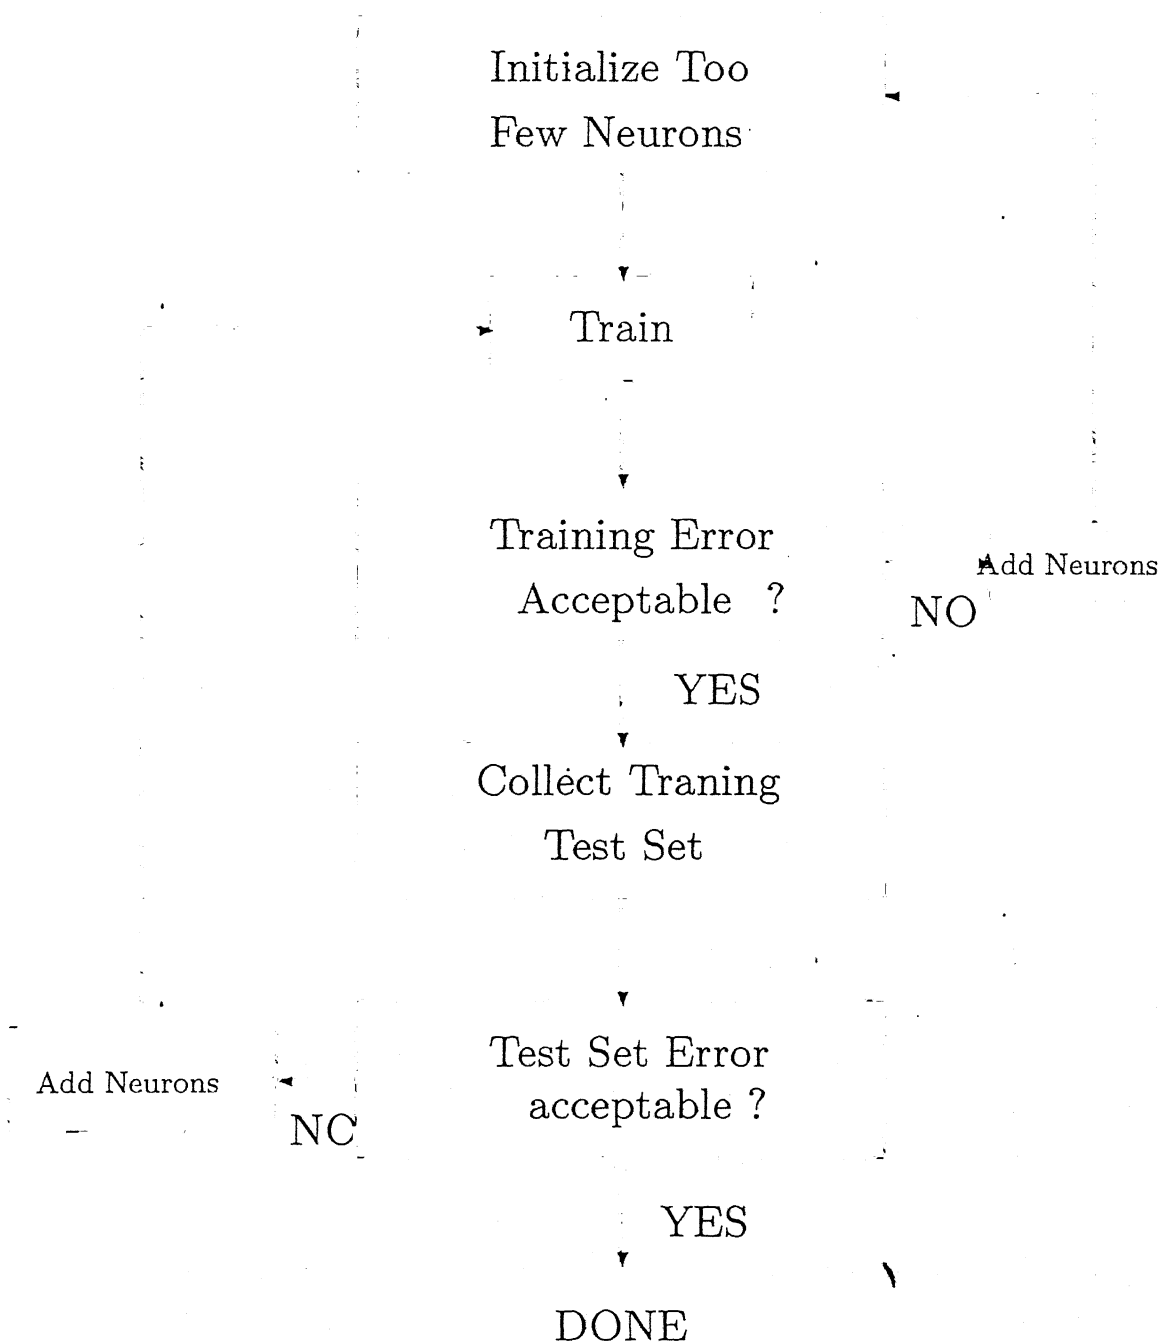 Initialize Too
Few Neurons
Train
Training Error
Acceptable ?
Add Neurons
NO
YES
Collect Traning
Test Set
Test Set Error
acceptable ?
Add Neurons
NO
YES
DONE